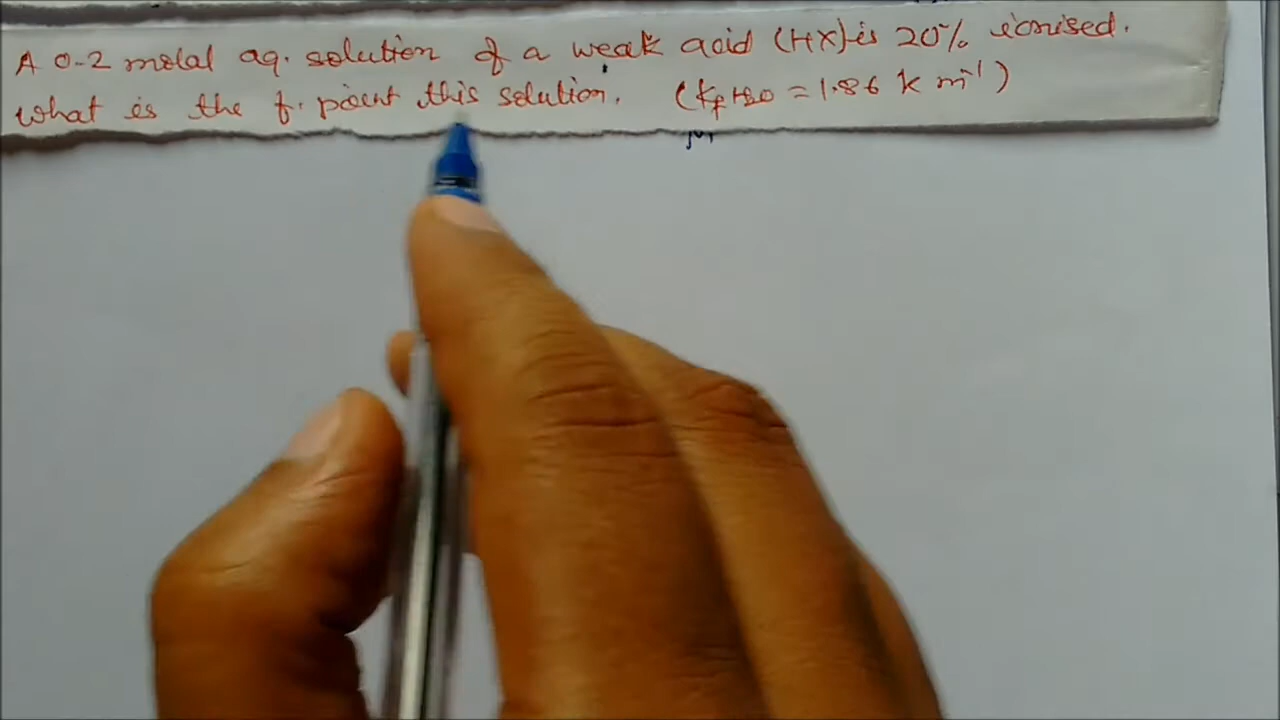 A 0.2 molal aq. solution of a weak acid (HX) is 20% ionised.
What is the f. point this solution. (Kf H2O = 1.86 K m-1)